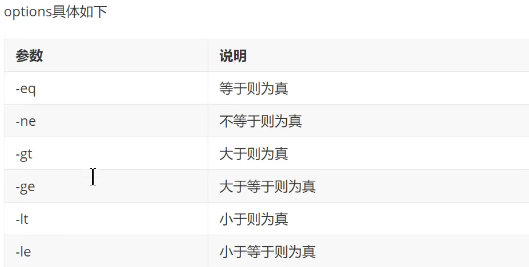 options具体如下
参数 说明
-eq 等于则为真
-ne 不等于则为真
-gt 大于则为真
-ge 大于等于则为真
-lt 小于则为真
-le 小于等于则为真